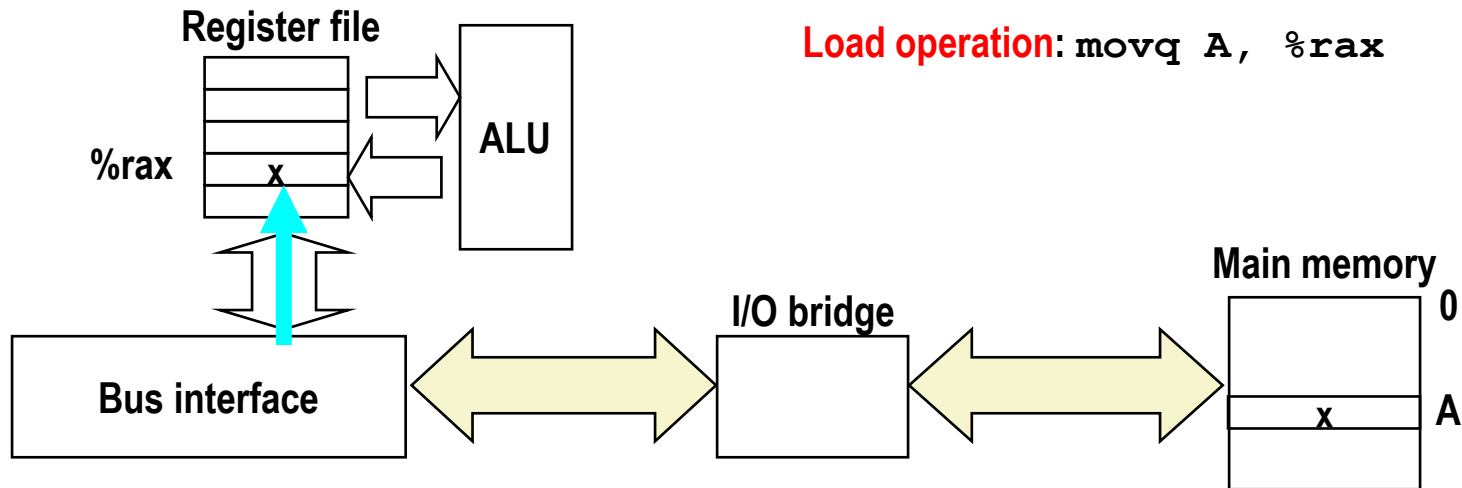 Register file
Load operation: movq A, %rax
ALU
%rax
x
Main memory
0
I/O bridge
Bus interface
x
A